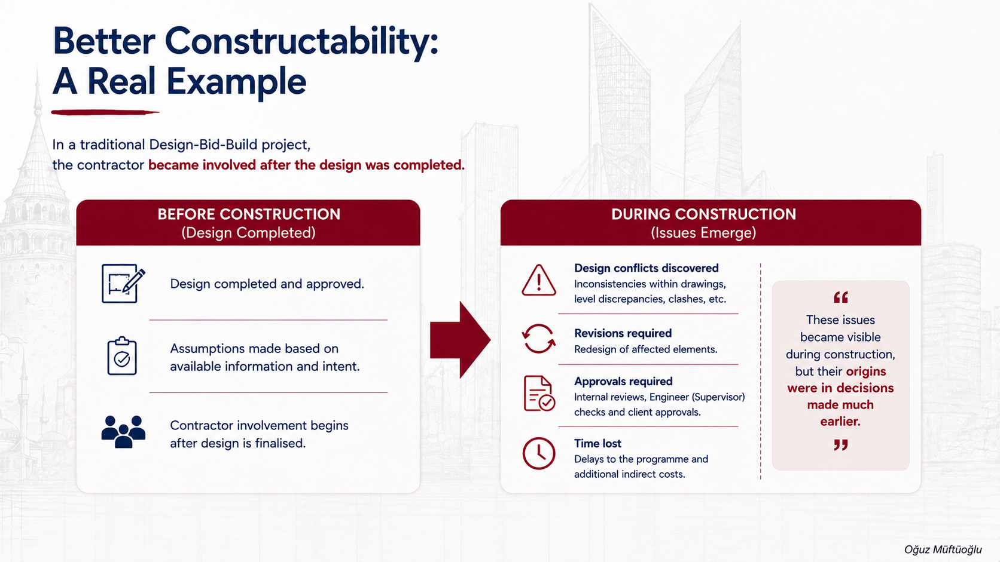 Better Constructability:
A Real Example
In a traditional Design-Bid-Build project,
the contractor became involved after the design was completed.
BEFORE CONSTRUCTION
(Design Completed)
Design completed and approved.
Assumptions made based on
available information and intent.
Contractor involvement begins
after design is finalised.
DURING CONSTRUCTION
(Issues Emerge)
Design conflicts discovered
Inconsistencies within drawings,
level discrepancies, clashes, etc.
Revisions required
Redesign of affected elements.
Approvals required
Internal reviews, Engineer (Supervisor)
checks and client approvals.
Time lost
Delays to the programme and
additional indirect costs.
“
These issues
became visible
during construction,
but their origins
were in decisions
made much
earlier.
”
Oğuz Müftüoğlu